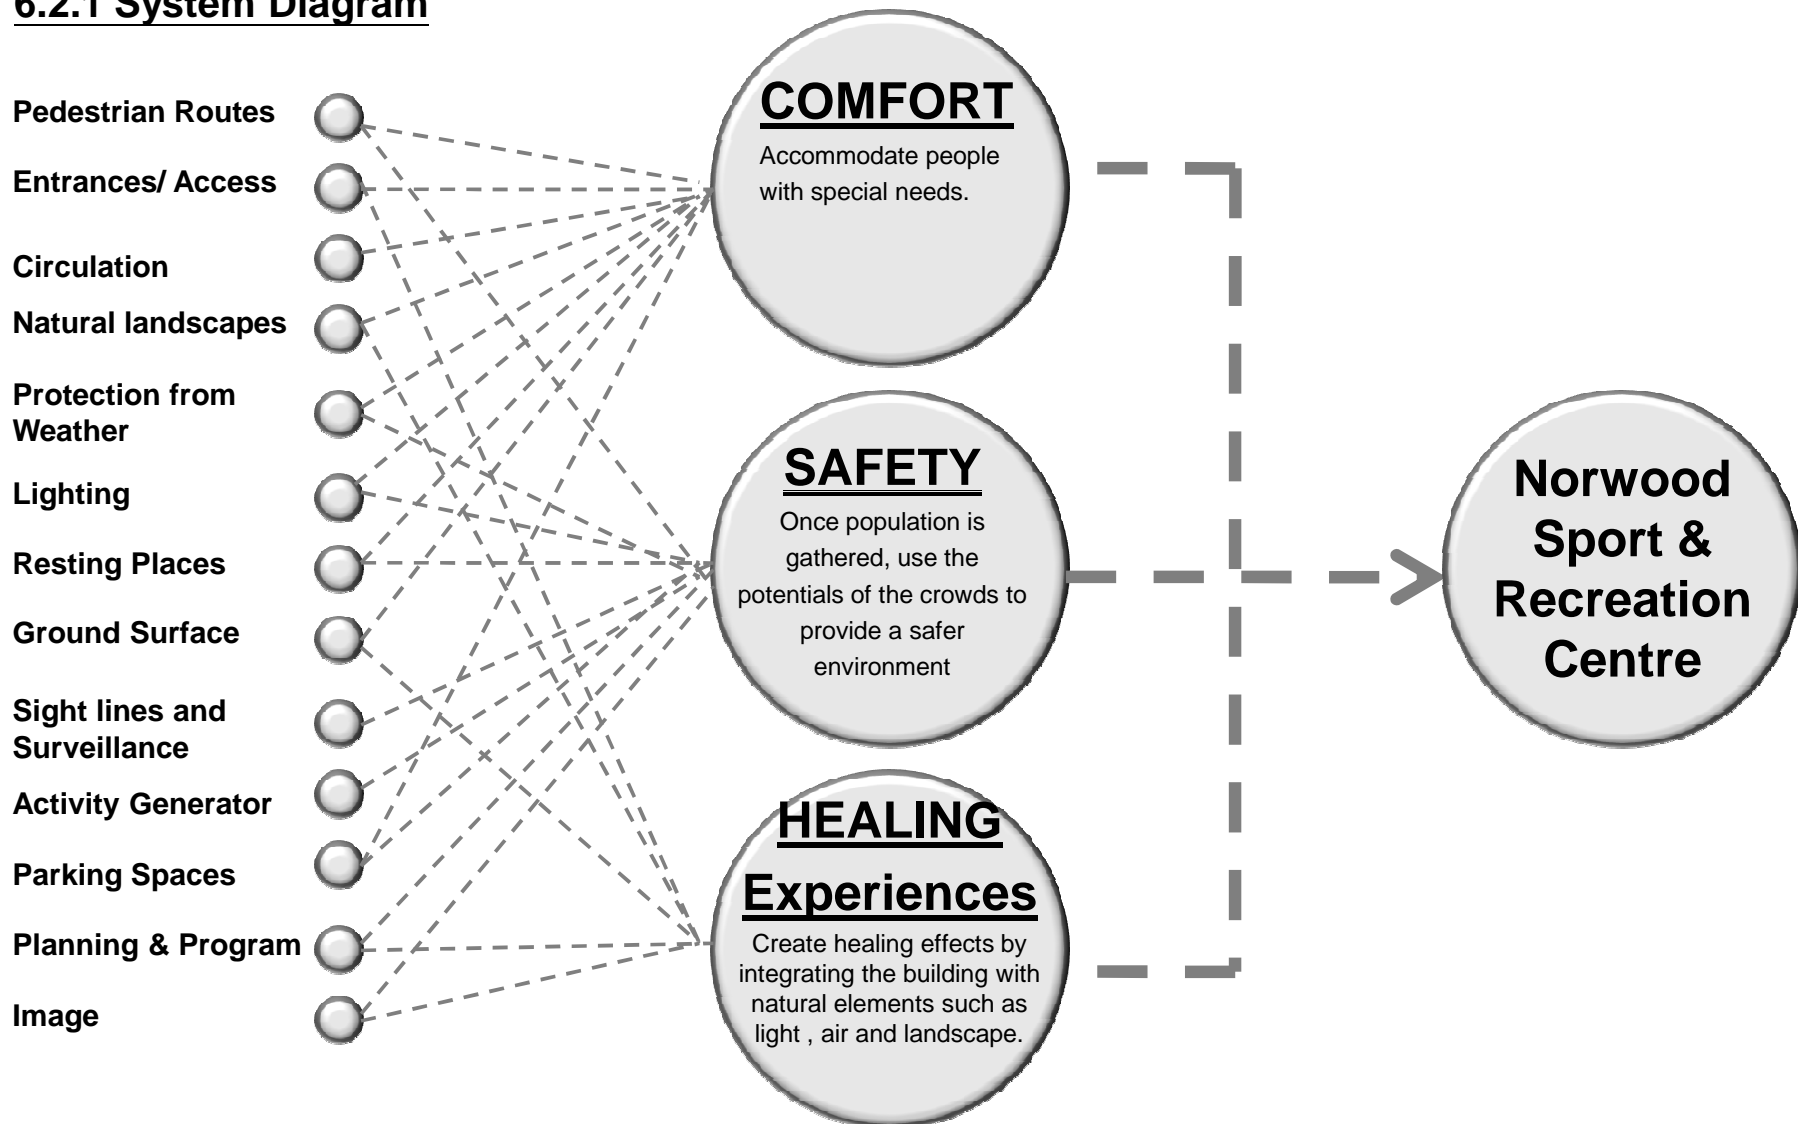 6.2.1 System Diagram
Pedestrian Routes
Entrances/ Access
Circulation
Natural landscapes
Protection from
Weather
Lighting
Resting Places
Ground Surface
Sight lines and
Surveillance
Activity Generator
Parking Spaces
Planning & Program
Image
COMFORT
Accommodate people
with special needs.
SAFETY
Once population is
gathered, use the
potentials of the crowds to
provide a safer
environment
HEALING
Experiences
Create healing effects by
integrating the building with
natural elements such as
light , air and landscape.
Norwood
Sport &
Recreation
Centre